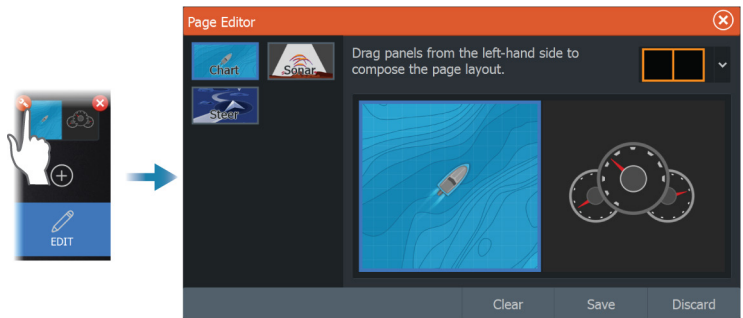 EDIT
Page Editor
Chart
Sonar
Steer
Drag panels from the left-hand side to
compose the page layout.
Clear Save Discard